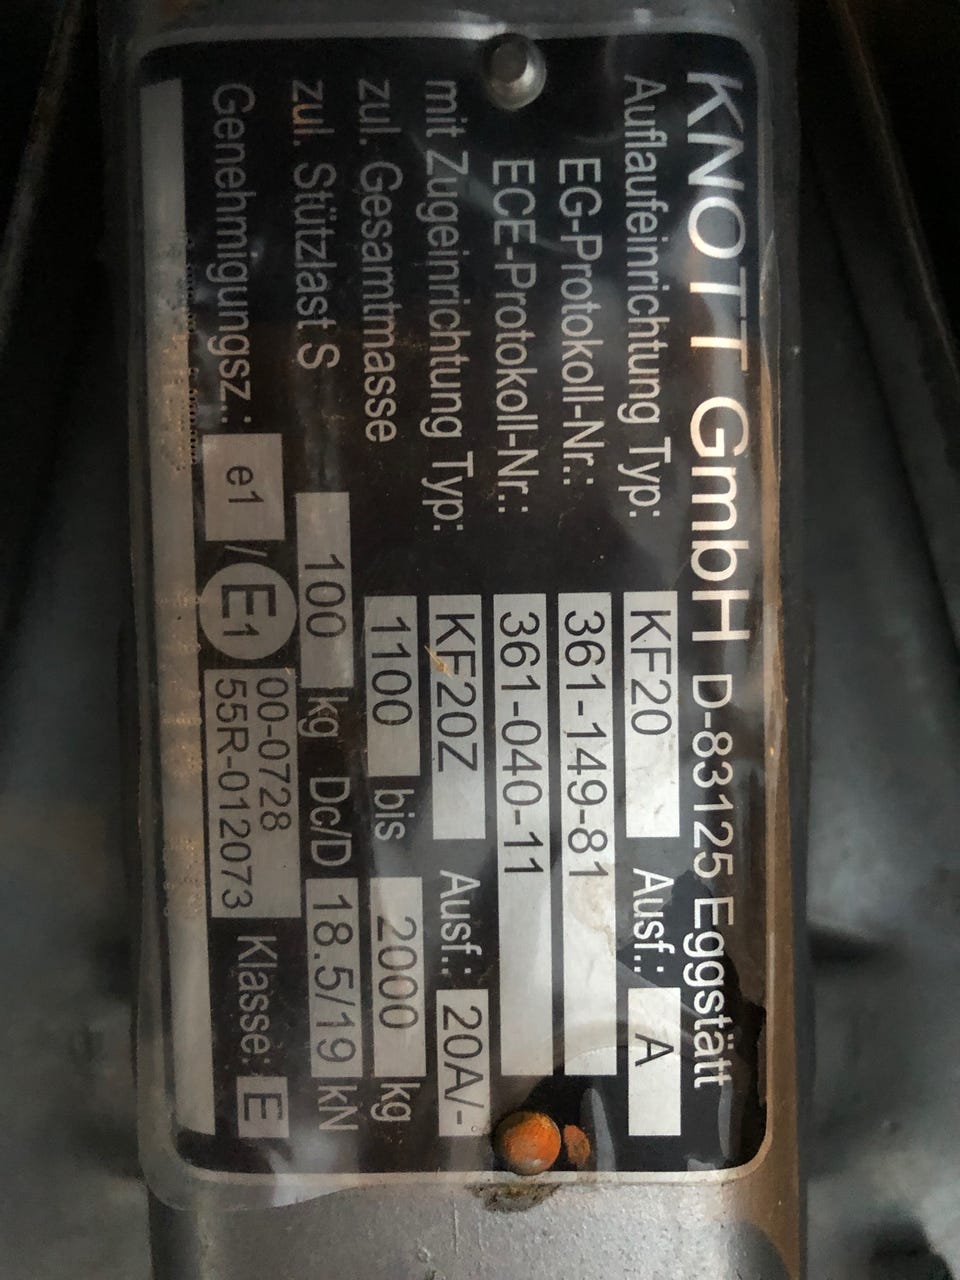 KNOTT GmbH D-83125 Eggstätt
Auflaufeinrichtung Typ: KF20 Ausf.: A
EG-Protokoll-Nr.: 361-149-81
ECE-Protokoll-Nr.: 361-040-11
mit Zugeinrichtung Typ: KF20Z Ausf.: 20A/-
zul. Gesamtmasse 1100 bis 2000 kg
zul. Stützlast S 100 kg Dc/D 18.5/19 kN
Genehmigungsz.: e1 / E1 00-0728 Klasse: E
55R-012073